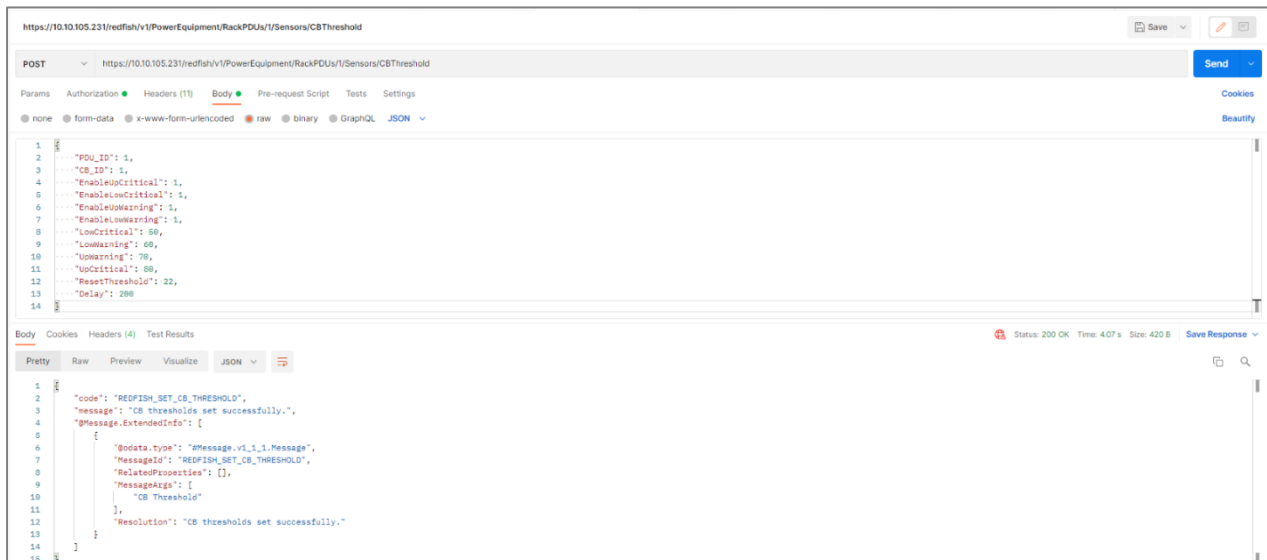 https://10.10.105.231/redfish/v1/PowerEquipment/RackPDUs/1/Sensors/CBThreshold
Save
POST https://10.10.105.231/redfish/v1/PowerEquipment/RackPDUs/1/Sensors/CBThreshold Send
Params Authorization Headers (11) Body Pre-request Script Tests Settings Cookies
none form-data x-www-form-urlencoded raw binary GraphQL JSON Beautify
1 {
2 "PDU_ID": 1,
3 "CB_ID": 1,
4 "EnableUpCritical": 1,
5 "EnableLowCritical": 1,
6 "EnableUpWarning": 1,
7 "EnableLowWarning": 1,
8 "LowCritical": 50,
9 "LowWarning": 60,
10 "UpWarning": 70,
11 "UpCritical": 80,
12 "ResetThreshold": 22,
13 "Delay": 200
14 }
Body Cookies Headers (4) Test Results Status: 200 OK Time: 4.07 s Size: 420 B Save Response
Pretty Raw Preview Visualize JSON
1 {
2 "code": "REDFISH_SET_CB_THRESHOLD",
3 "message": "CB thresholds set successfully.",
4 "@Message.ExtendedInfo": [
5 {
6 "@odata.type": "#Message.v1_1_1.Message",
7 "MessageId": "REDFISH_SET_CB_THRESHOLD",
8 "RelatedProperties": [],
9 "MessageArgs": [
10 "CB Threshold"
11 ],
12 "Resolution": "CB thresholds set successfully."
13 }
14 ]
15 }